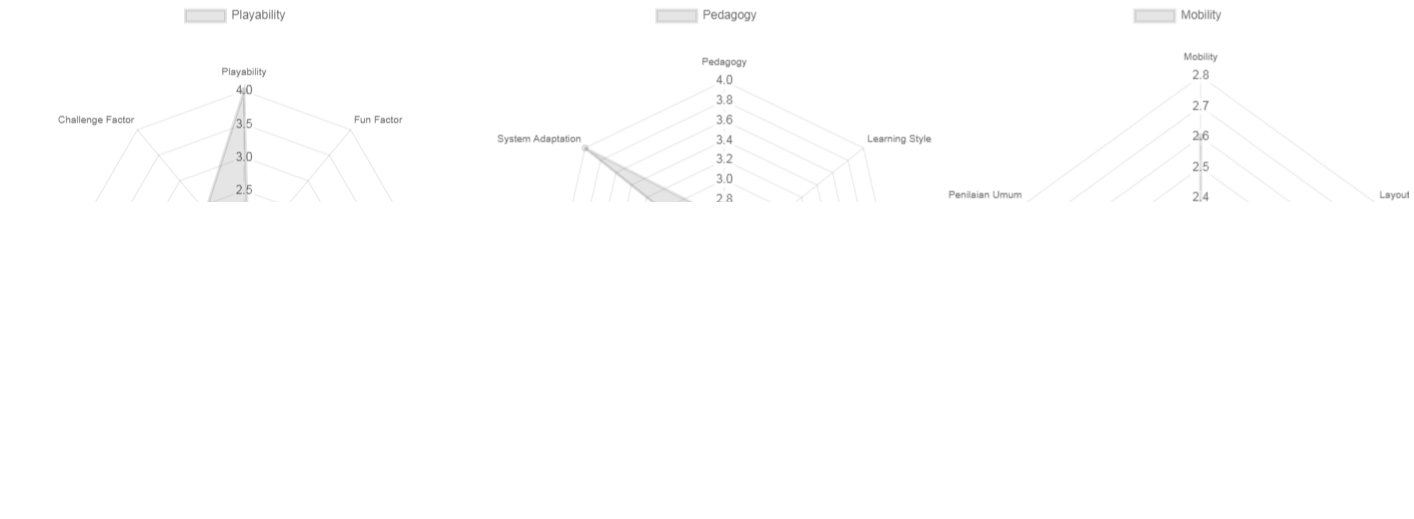 Playability
Playability
4.0
Challenge Factor
Fun Factor
3.5
3.0
2.5
Pedagogy
Pedagogy
4.0
3.8
3.6
System Adaptation
3.4
Learning Style
3.2
3.0
2.8
Mobility
Mobility
2.8
2.7
2.6
2.5
Penilaian Umum
2.4
Layout